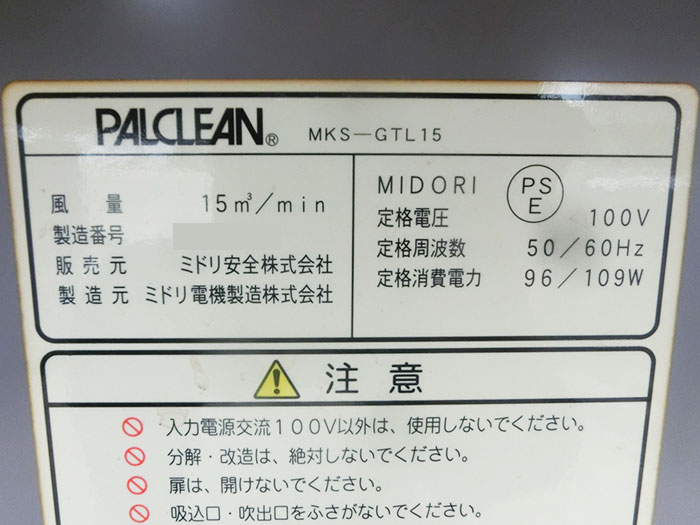 PALCLEAN® MKS－GTL15
風量 15m³／min
製造番号
販売元 ミドリ安全株式会社
製造元 ミドリ電機製造株式会社
MIDORI PSE
定格電圧 100V
定格周波数 50／60Hz
定格消費電力 96／109W
注意
入力電源交流100V以外は、使用しないでください。
分解・改造は、絶対しないでください。
扉は、開けないでください。
吸込口・吹出口をふさがないでください。